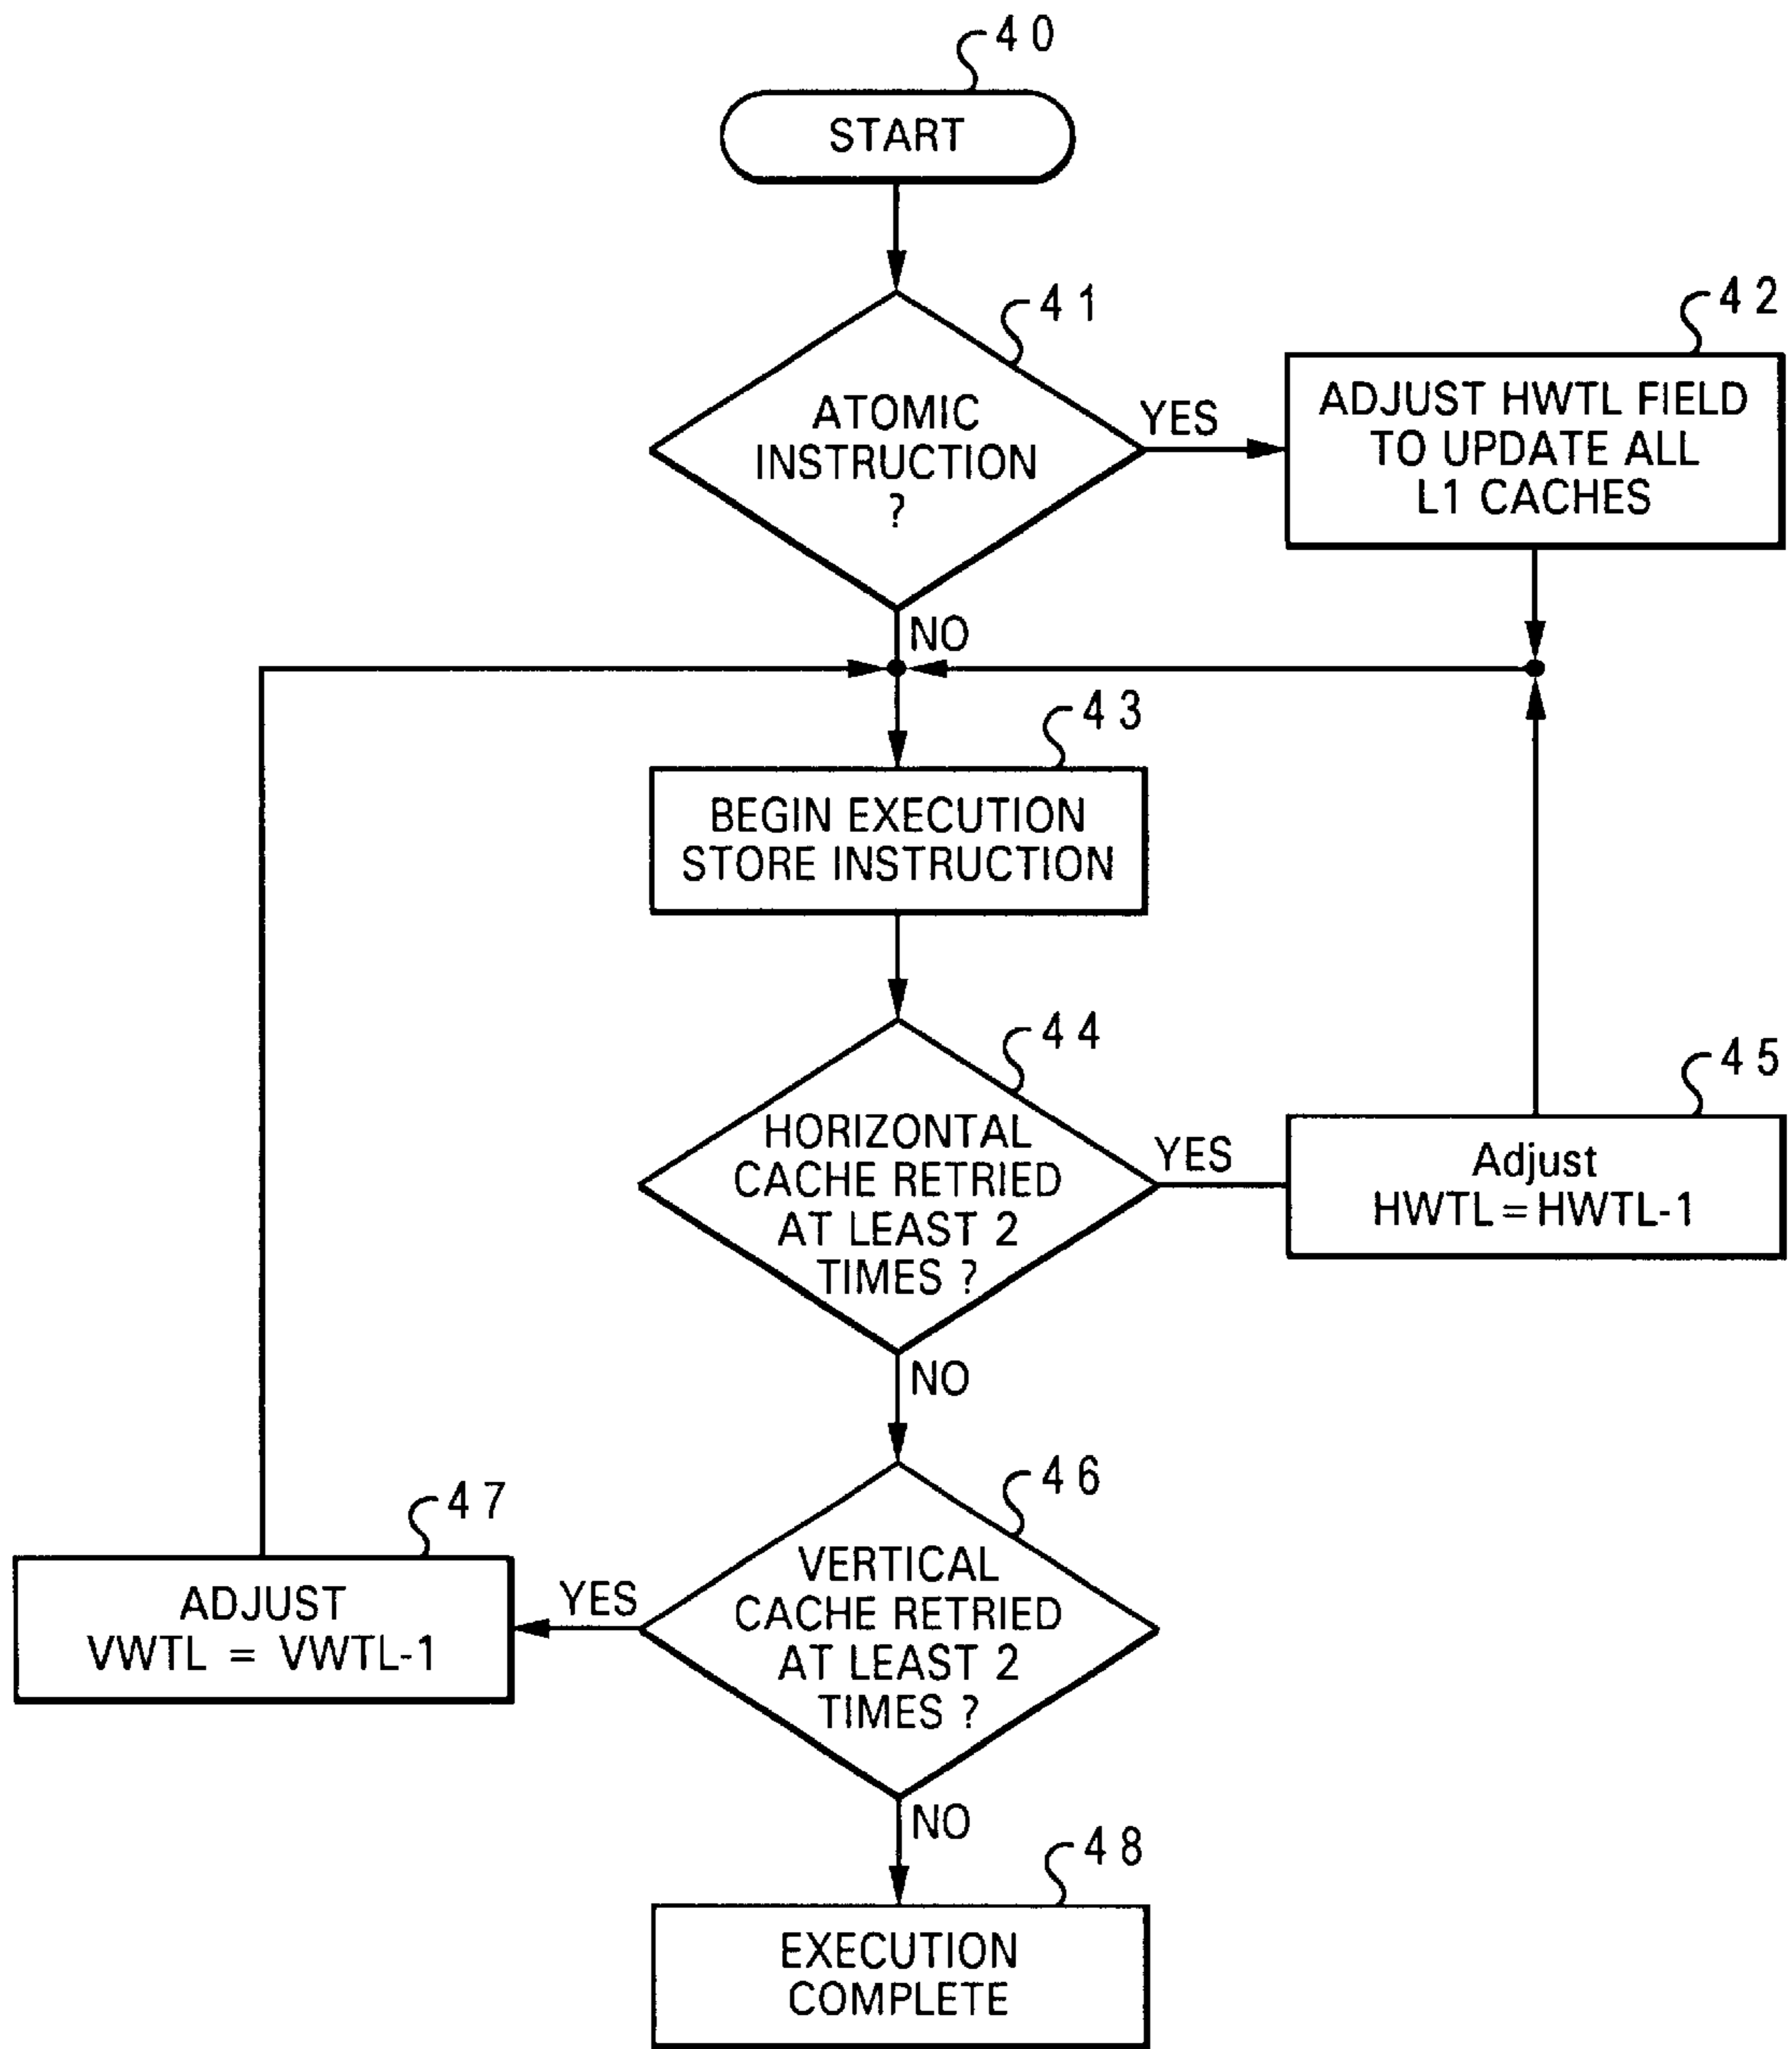 40
START
41
ATOMIC
INSTRUCTION
?
YES
42
ADJUST HWTL FIELD
TO UPDATE ALL
L1 CACHES
NO
43
BEGIN EXECUTION
STORE INSTRUCTION
44
HORIZONTAL
CACHE RETRIED
AT LEAST 2
TIMES ?
YES
45
Adjust
HWTL = HWTL-1
NO
46
VERTICAL
CACHE RETRIED
AT LEAST 2
TIMES ?
YES
47
ADJUST
VWTL = VWTL-1
NO
48
EXECUTION
COMPLETE